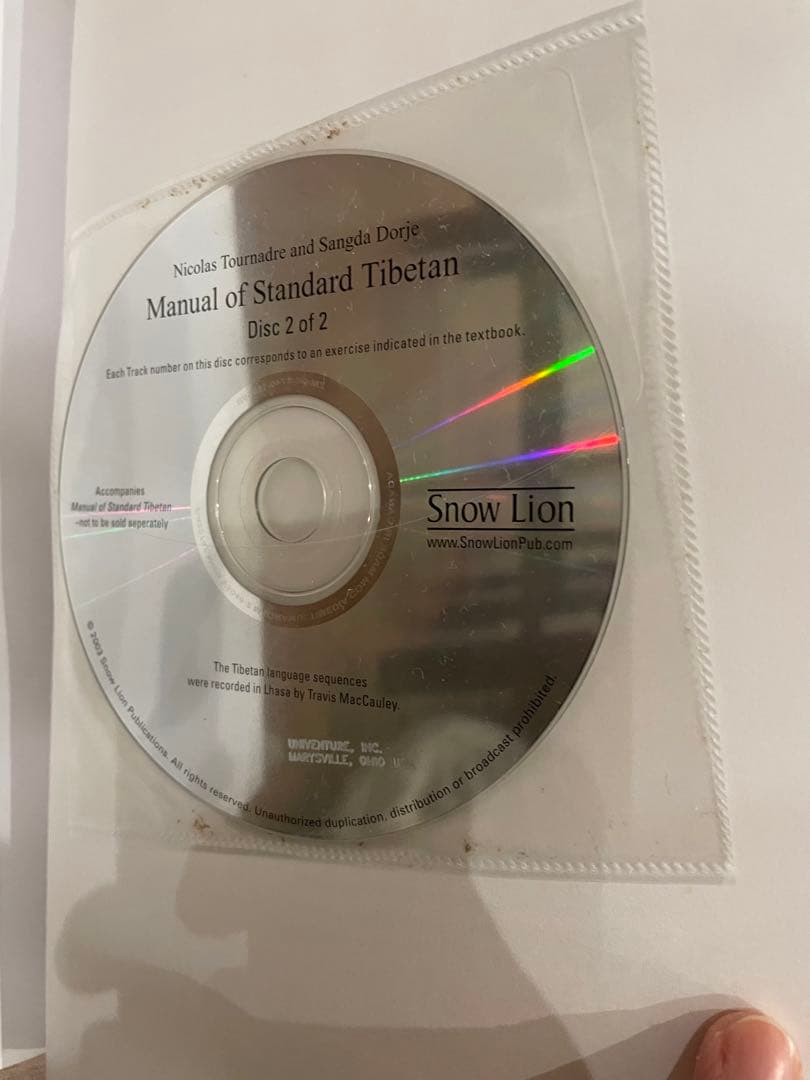 Nicolas Tournadre and Sangda Dorje
Manual of Standard Tibetan
Disc 2 of 2
Each Track number on this disc corresponds to an exercise indicated in the textbook.
Accompanies
Manual of Standard Tibetan
-not to be sold seperately
Snow Lion
www.SnowLionPub.com
The Tibetan language sequences
were recorded in Lhasa by Travis MacCauley.
UNIVENTURE, INC.
MARYSVILLE, OHIO
© 2003 Snow Lion Publications. All rights reserved. Unauthorized duplication, distribution or broadcast prohibited.